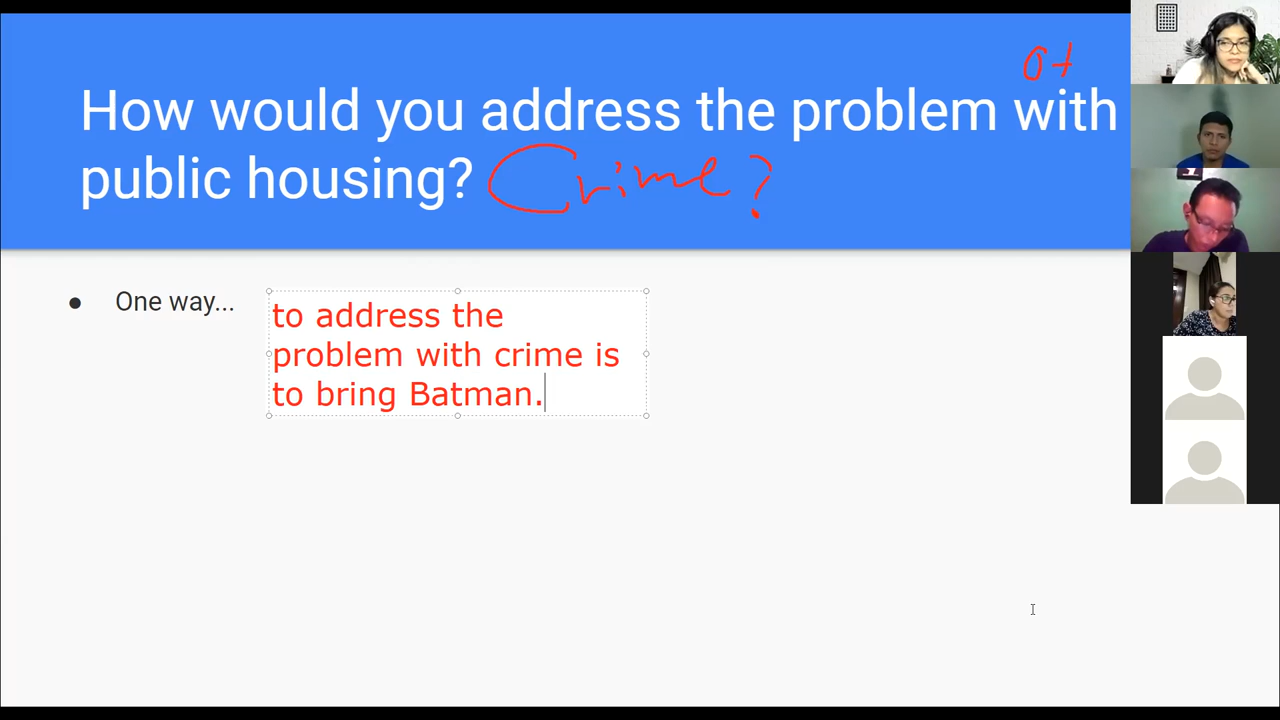 of
How would you address the problem with
public housing? Crime?
● One way...
to address the
problem with crime is
to bring Batman.